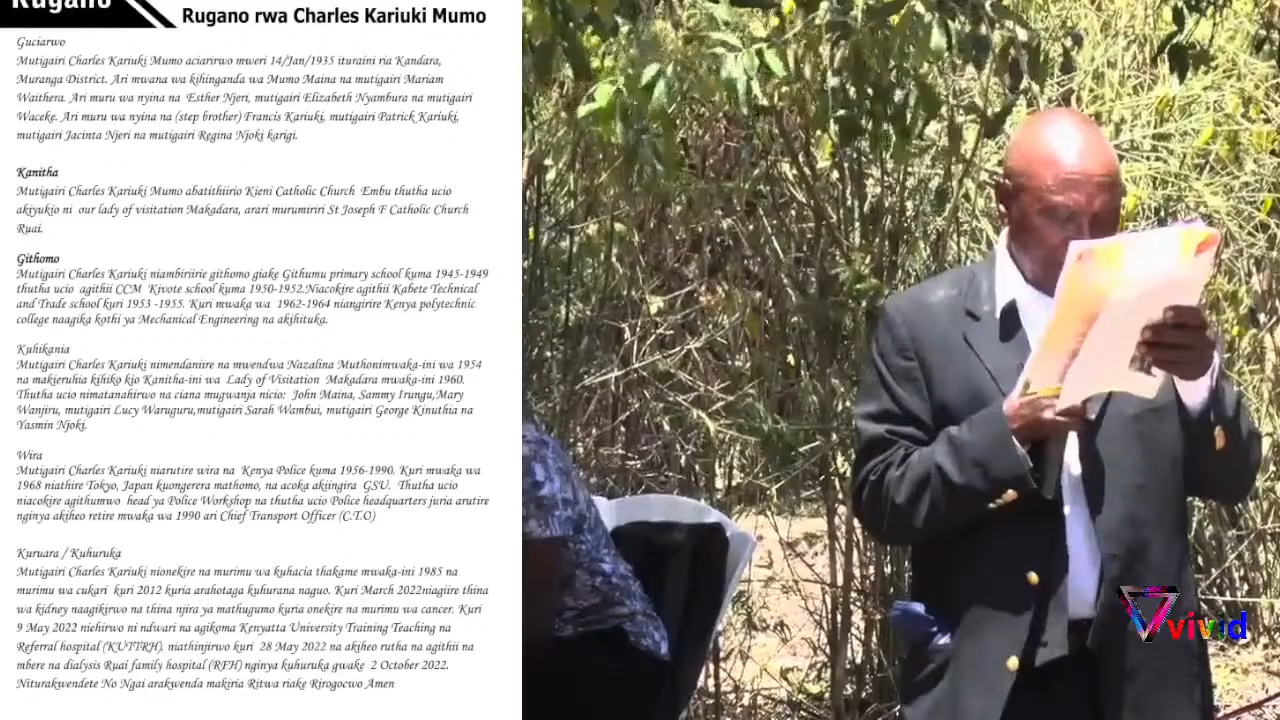 Rugano
Rugano rwa Charles Kariuki Mumo
Guciarwo
Mutigairi Charles Kariuki Mumo aciarirwo mweri 14/Jan/1935 ituraini ria Kandara,
Muranga District. Ari mwana wa kihinganda wa Mumo Maina na mutigairi Mariam
Waithera. Ari muru wa nyina na Esther Njeri, mutigairi Elizabeth Nyambura na mutigairi
Waceke. Ari muru wa nyina na (step brother) Francis Kariuki, mutigairi Patrick Kariuki,
mutigairi Jacinta Njeri na mutigairi Regina Njoki karigi.
Kanitha
Mutigairi Charles Kariuki Mumo abatithiirio Kieni Catholic Church Embu thutha ucio
akiyukio ni our lady of visitation Makadara, arari murumiriri St Joseph F Catholic Church
Ruai.
Githomo
Mutigairi Charles Kariuki niambiriirie githomo giake Githumu primary school kuma 1945-1949
thutha ucio agithii CCM Kivote school kuma 1950-1952.Niacokire agithii Kabete Technical
and Trade school kuri 1953 -1955. Kuri mwaka wa 1962-1964 niangirire Kenya polytechnic
college naagika kothi ya Mechanical Engineering na akihituka.
Kuhikania
Mutigairi Charles Kariuki nimendaniire na mwendwa Nazalina Muthonimwaka-ini wa 1954
na makieruhia kihiko kio Kanitha-ini wa Lady of Visitation Makadara mwaka-ini 1960.
Thutha ucio nimatanahirwo na ciana mugwanja nicio: John Maina, Sammy Irungu,Mary
Wanjiru, mutigairi Lucy Waruguru,mutigairi Sarah Wambui, mutigairi George Kinuthia na
Yasmin Njoki.
Wira
Mutigairi Charles Kariuki niarutire wira na Kenya Police kuma 1956-1990. Kuri mwaka wa
1968 niathire Tokyo, Japan kuongerera mathomo, na acoka akiingira GSU. Thutha ucio
niacokire agithumwo head ya Police Workshop na thutha ucio Police headquarters juria arutire
nginya akiheo retire mwaka wa 1990 ari Chief Transport Officer (C.T.O)
Kuruara / Kuhuruka
Mutigairi Charles Kariuki nionekire na murimu wa kuhacia thakame mwaka-ini 1985 na
murimu wa cukari kuri 2012 kuria arahotaga kuhurana naguo. Kuri March 2022niagiire thina
wa kidney naagikirwo na thina njira ya mathugumo kuria onekire na murimu wa cancer. Kuri
9 May 2022 niehirwo ni ndwari na agikoma Kenyatta University Training Teaching na
Referral hospital (KUTTRH). niathinjirwo kuri 28 May 2022 na akiheo rutha na agithii na
mbere na dialysis Ruai family hospital (RFH) nginya kuhuruka gwake 2 October 2022.
Niturakwendete No Ngai arakwenda makiria Ritwa riake Rirogocwo Amen
vivid